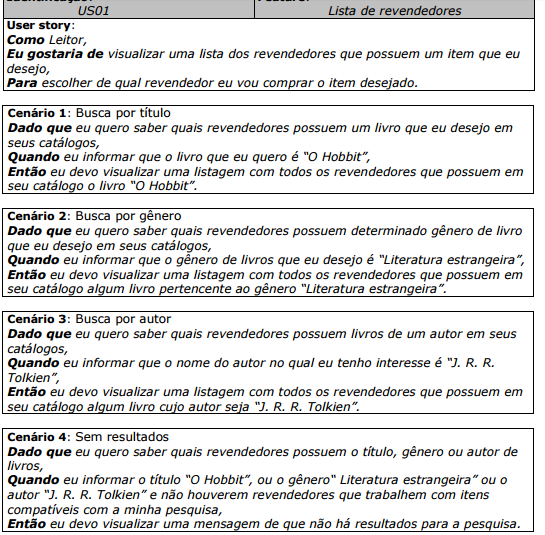 US01 Lista de revendedores
User story:
Como Leitor,
Eu gostaria de visualizar uma lista dos revendedores que possuem um item que eu
desejo,
Para escolher de qual revendedor eu vou comprar o item desejado.
Cenário 1: Busca por título
Dado que eu quero saber quais revendedores possuem um livro que eu desejo em
seus catálogos,
Quando eu informar que o livro que eu quero é “O Hobbit”,
Então eu devo visualizar uma listagem com todos os revendedores que possuem em
seu catálogo o livro “O Hobbit”.
Cenário 2: Busca por gênero
Dado que eu quero saber quais revendedores possuem determinado gênero de livro
que eu desejo em seus catálogos,
Quando eu informar que o gênero de livros que eu desejo é “Literatura estrangeira”,
Então eu devo visualizar uma listagem com todos os revendedores que possuem em
seu catálogo algum livro pertencente ao gênero “Literatura estrangeira”.
Cenário 3: Busca por autor
Dado que eu quero saber quais revendedores possuem livros de um autor em seus
catálogos,
Quando eu informar que o nome do autor no qual eu tenho interesse é “J. R. R.
Tolkien”,
Então eu devo visualizar uma listagem com todos os revendedores que possuem em
seu catálogo algum livro cujo autor seja “J. R. R. Tolkien”.
Cenário 4: Sem resultados
Dado que eu quero saber quais revendedores possuem o título, gênero ou autor de
livros,
Quando eu informar o título “O Hobbit”, ou o gênero“ Literatura estrangeira” ou o
autor “J. R. R. Tolkien” e não houverem revendedores que trabalhem com itens
compatíveis com a minha pesquisa,
Então eu devo visualizar uma mensagem de que não há resultados para a pesquisa.